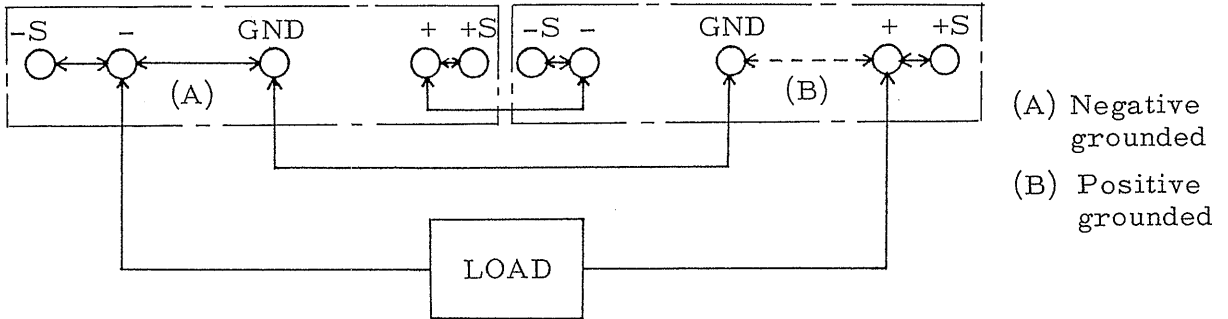 -S - GND + +S -S - GND + +S
(A) (B)
(A) Negative
grounded
(B) Positive
grounded
LOAD